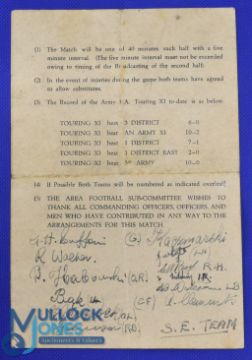 (1) The Match will be one of 40 minutes each half with a five
minute interval. (The five minute interval must not be exceeded
owing to timing of the Broadcasting of the second half:
(2) In the event of injuries during the game both teams have agreed
to allow substitutes.
(3) The Record of the Army F.A. Touring XI to date is as below:
TOURING XI beat 3 DISTRICT 6—0
TOURING XI beat AN ARMY XI 10—2
TOURING XI beat 1 DISTRICT 7—1
TOURING XI beat 1 DISTRICT EAST 2—0
TOURING XI beat ARMY 10—0
(4) If Possible Both Teams will be numbered as indicated overleaf
(5) THE AREA FOOTBALL SUB-COMMITTEE WISHES TO
THANK ALL COMMANDING OFFICERS, OFFICERS, AND
MEN WHO HAVE CONTRIBUTED IN ANY WAY TO THE
ARRANGEMENTS FOR THIS MATCH
(G)
R
(C.F.)
S.E. TEAM
MULLOCK
JONES
Auctioneers & Valuers